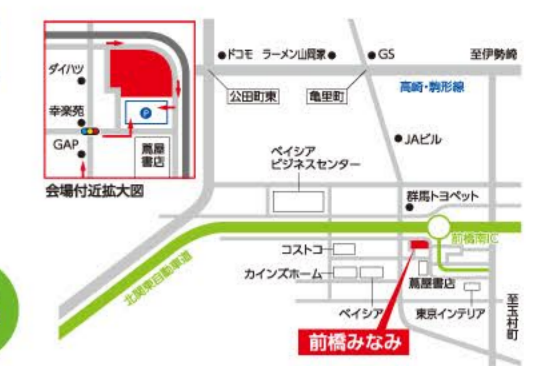 ダイハツ
幸楽苑
GAP
P
蔦屋
書店
会場付近拡大図
ドコモ
ラーメン山岡家
GS
至伊勢崎
公田町東
亀里町
高崎・駒形線
JAビル
ベイシア
ビジネスセンター
群馬トヨペット
前橋南IC
コストコ
北関東自動車道
カインズホーム
蔦屋書店
ベイシア
東京インテリア
至玉村町
前橋みなみ